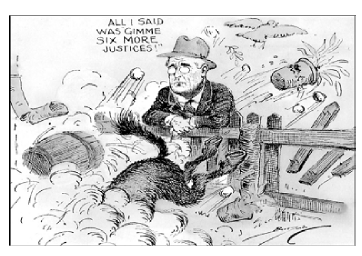 ALL I SAID
WAS GIMME
SIX MORE
JUSTICES!"